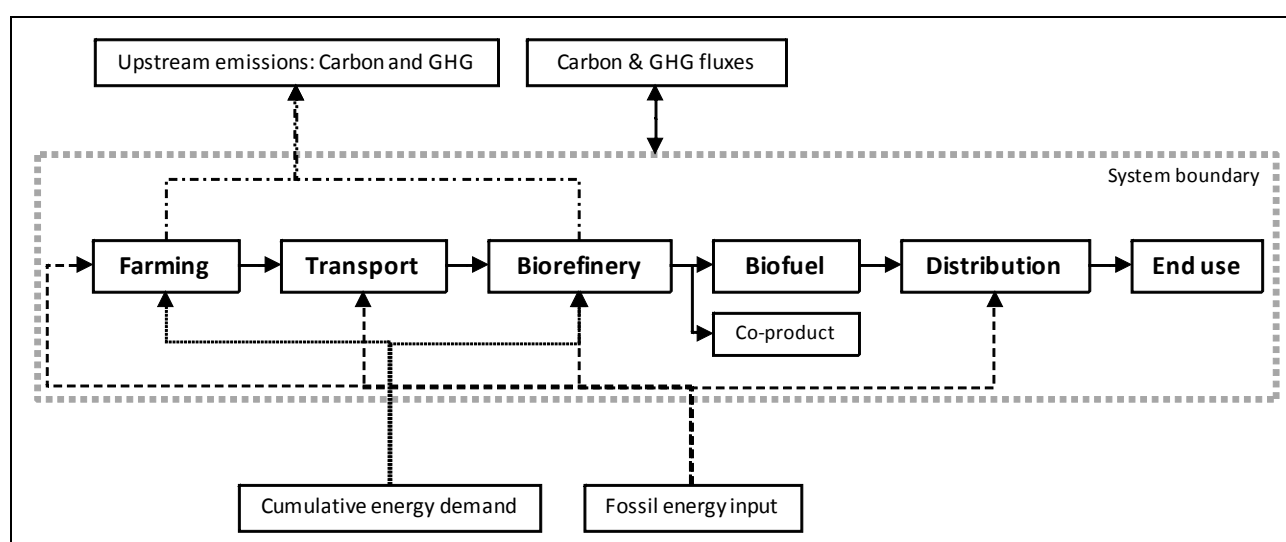 Upstream emissions: Carbon and GHG
Carbon & GHG fluxes
System boundary
Farming
Transport
Biorefinery
Biofuel
Distribution
End use
Co-product
Cumulative energy demand
Fossil energy input